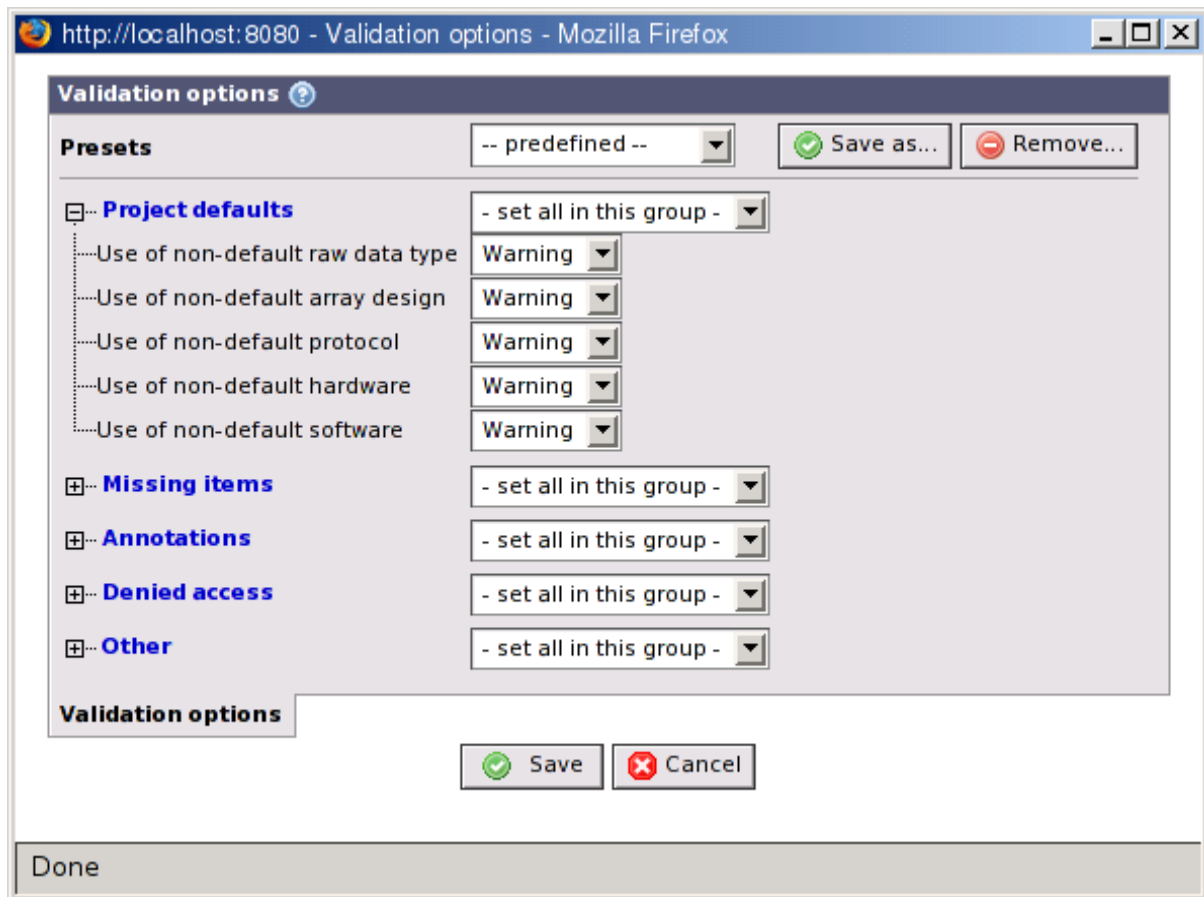 http://localhost:8080 - Validation options - Mozilla Firefox
Validation options ?
Presets -- predefined -- Save as... Remove...
Project defaults - set all in this group -
Use of non-default raw data type Warning
Use of non-default array design Warning
Use of non-default protocol Warning
Use of non-default hardware Warning
Use of non-default software Warning
Missing items - set all in this group -
Annotations - set all in this group -
Denied access - set all in this group -
Other - set all in this group -
Validation options
Save Cancel
Done